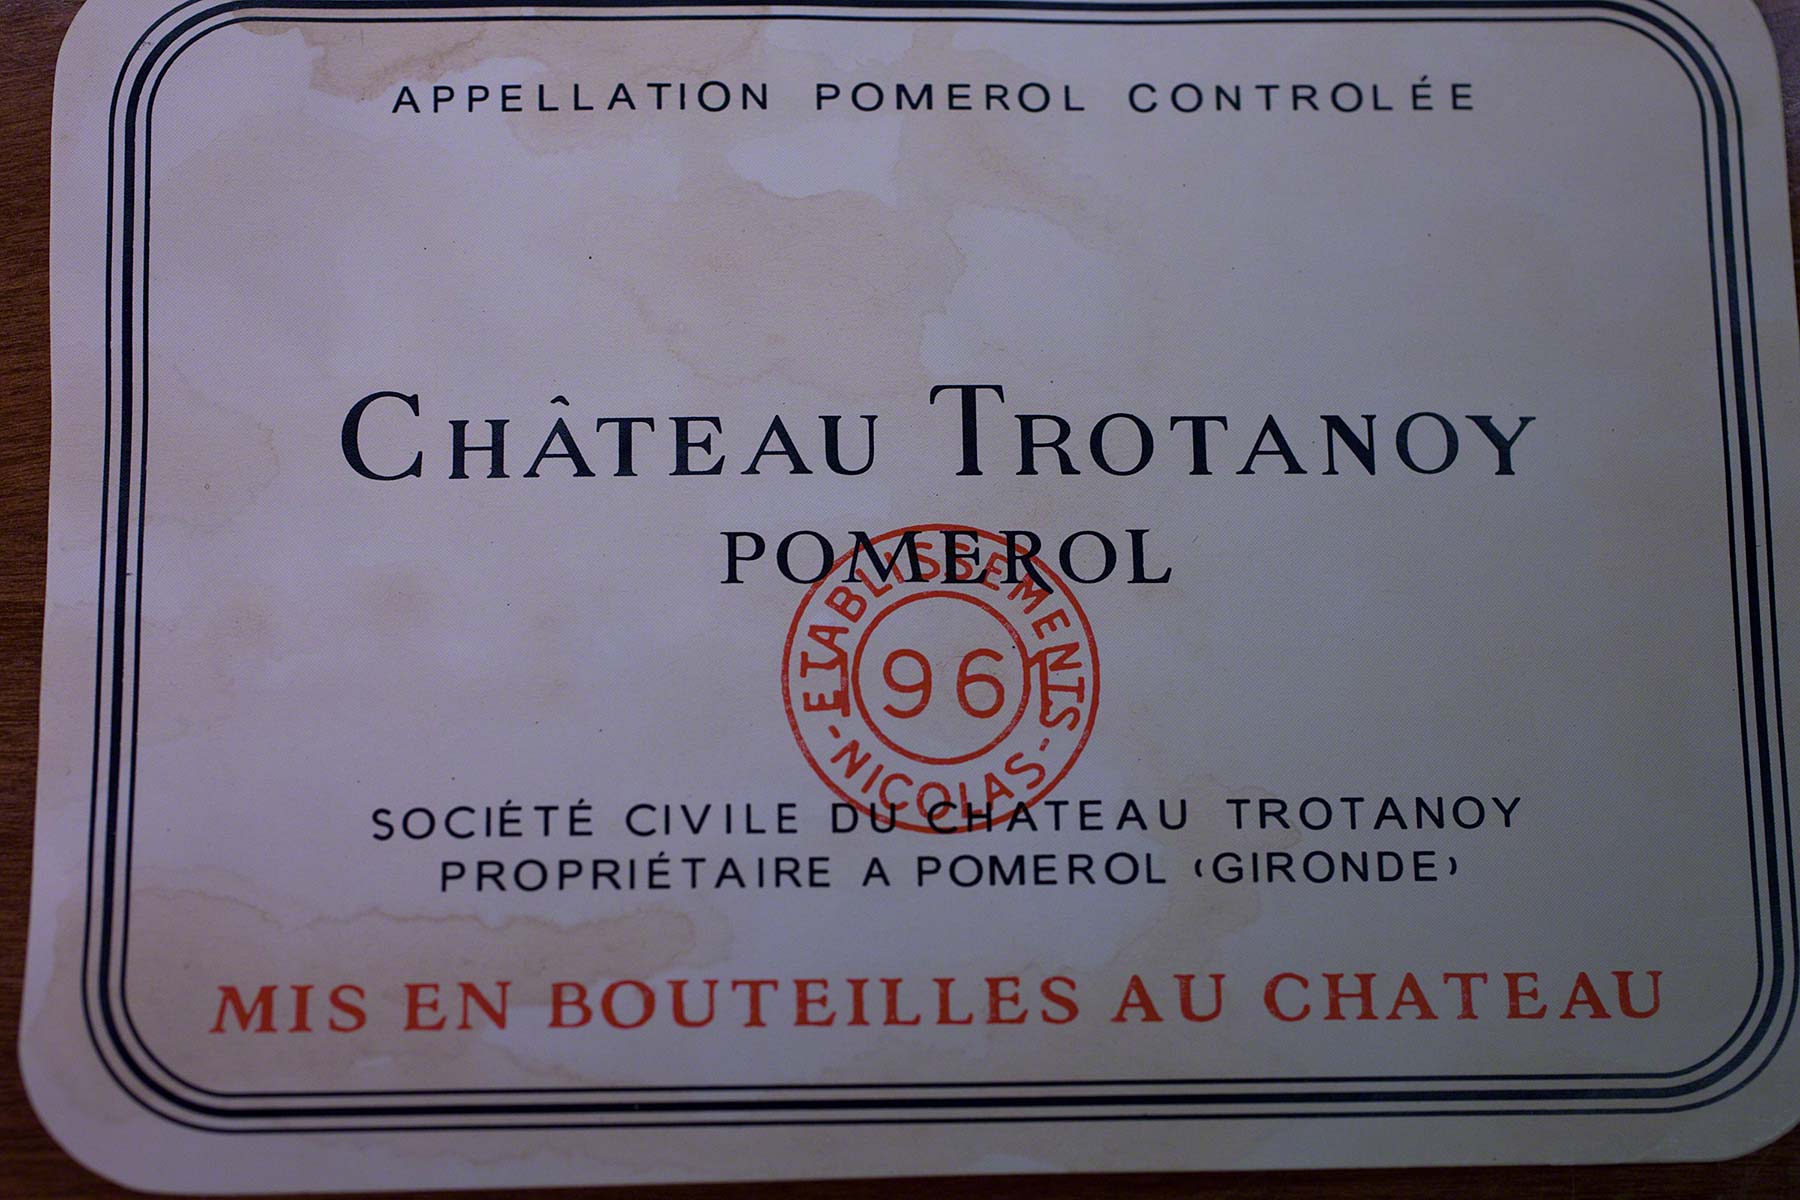 APPELLATION POMEROL CONTROLÉE
CHÂTEAU TROTANOY
POMEROL
ETABLISSEMENTS
96
-NICOLAS-
SOCIÉTÉ CIVILE DU CHATEAU TROTANOY
PROPRIÉTAIRE A POMEROL (GIRONDE)
MIS EN BOUTEILLES AU CHATEAU